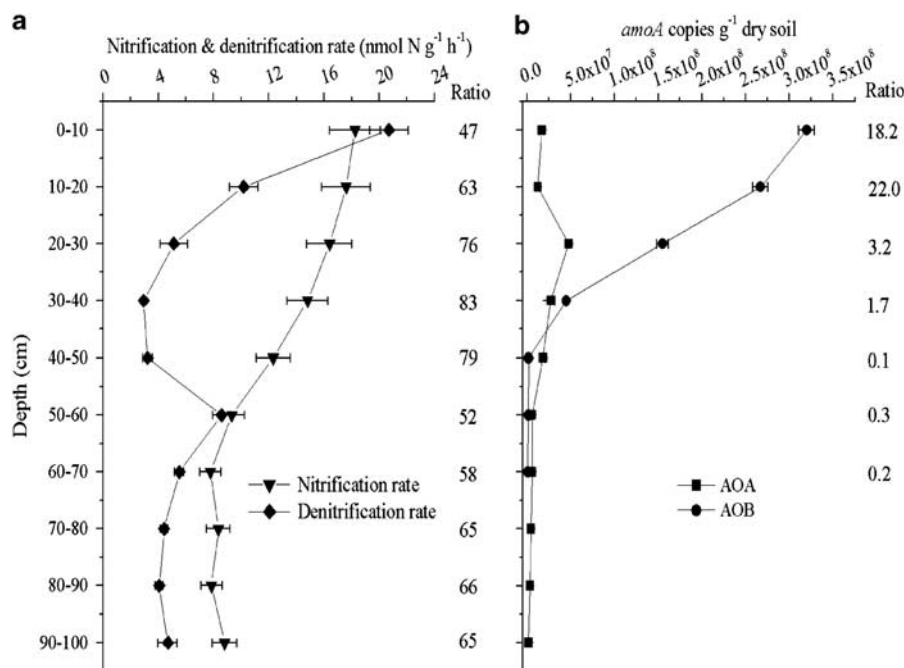 a
Nitrification & denitrification rate (nmol N g⁻¹ h⁻¹)
0 4 8 12 16 20 24
Ratio
Depth (cm)
0-10 47
10-20 63
20-30 76
30-40 83
40-50 79
50-60 52
60-70 58
70-80 65
80-90 66
90-100 65
Nitrification rate
Denitrification rate
b
amoA copies g⁻¹ dry soil
0.0 5.0x10⁷ 1.0x10⁸ 1.5x10⁸ 2.0x10⁸ 2.5x10⁸ 3.0x10⁸ 3.5x10⁸
Ratio
18.2
22.0
3.2
1.7
0.1
0.3
0.2
AOA
AOB